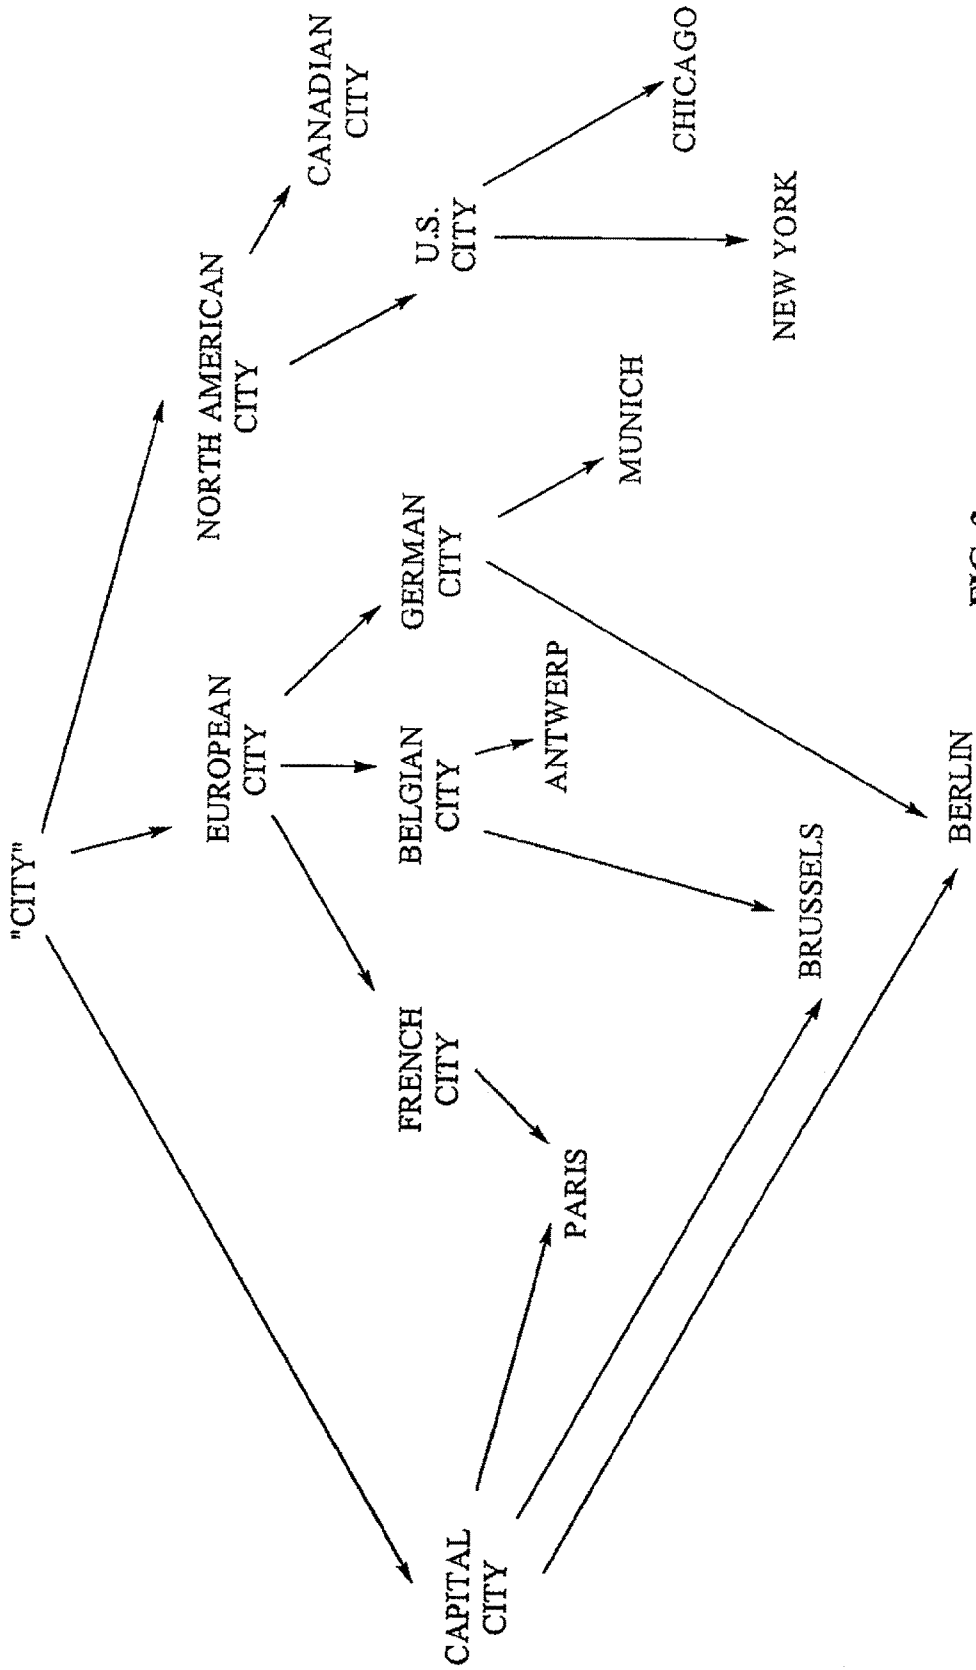 "CITY"
NORTH AMERICAN
CITY
CANADIAN
CITY
EUROPEAN
CITY
U.S.
CITY
GERMAN
CITY
BELGIAN
CITY
FRENCH
CITY
CAPITAL
CITY
CHICAGO
MUNICH
ANTWERP
PARIS
NEW YORK
BRUSSELS
BERLIN